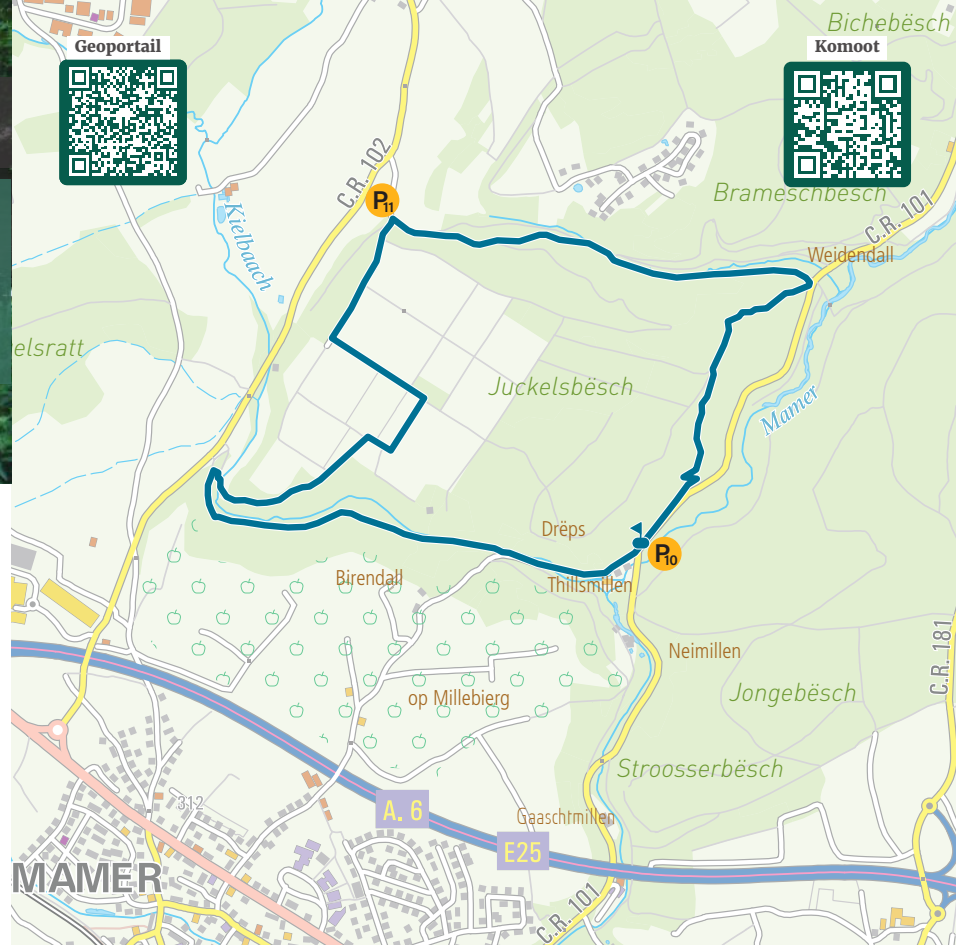 Bichebësch
Geoportail
Komoot
C.R. 102
Brameschbësch
P11
C.R. 101
Kielbaach
Weidendall
elsratt
Juckelsbësch
Mamer
Drëps
P10
Birendall
Thillsmillen
C.R. 181
Neimillen
op Millebierg
Jongebësch
Stroosserbësch
312
A. 6
Gaaschtmillen
E25
MAMER
C.R. 101